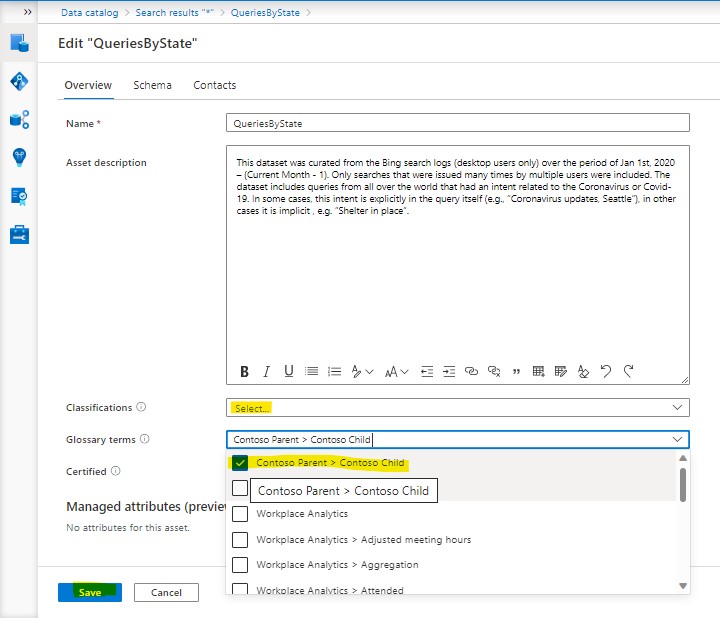 Data catalog > Search results "*" > QueriesByState >
Edit "QueriesByState"
Overview Schema Contacts
Name *
QueriesByState
Asset description
This dataset was curated from the Bing search logs (desktop users only) over the period of Jan 1st, 2020
– (Current Month - 1). Only searches that were issued many times by multiple users were included. The
dataset includes queries from all over the world that had an intent related to the Coronavirus or Covid-
19. In some cases, this intent is explicitly in the query itself (e.g., "Coronavirus updates, Seattle"), in other
cases it is implicit , e.g. "Shelter in place".
Classifications
Select...
Glossary terms
Contoso Parent > Contoso Child
Contoso Parent > Contoso Child
Certified
Contoso Parent > Contoso Child
Workplace Analytics
Workplace Analytics > Adjusted meeting hours
Workplace Analytics > Aggregation
Workplace Analytics > Attended
Managed attributes (previe
No attributes for this asset.
Save Cancel